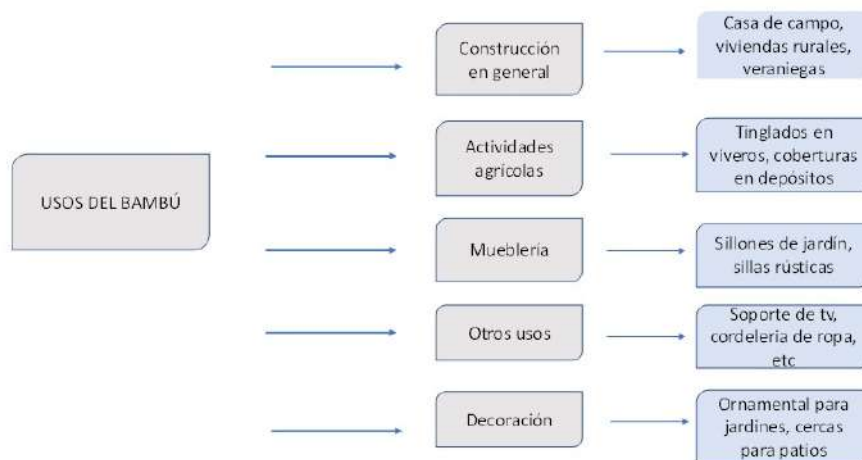 USOS DEL BAMBÚ
Construcción
en general
Casa de campo,
viviendas rurales,
veraniegas
Actividades
agrícolas
Tinglados en
viveros, coberturas
en depósitos
Mueblería
Sillones de jardín,
sillas rústicas
Otros usos
Soporte de tv,
cordelería de ropa,
etc
Decoración
Ornamental para
jardines, cercas
para patios